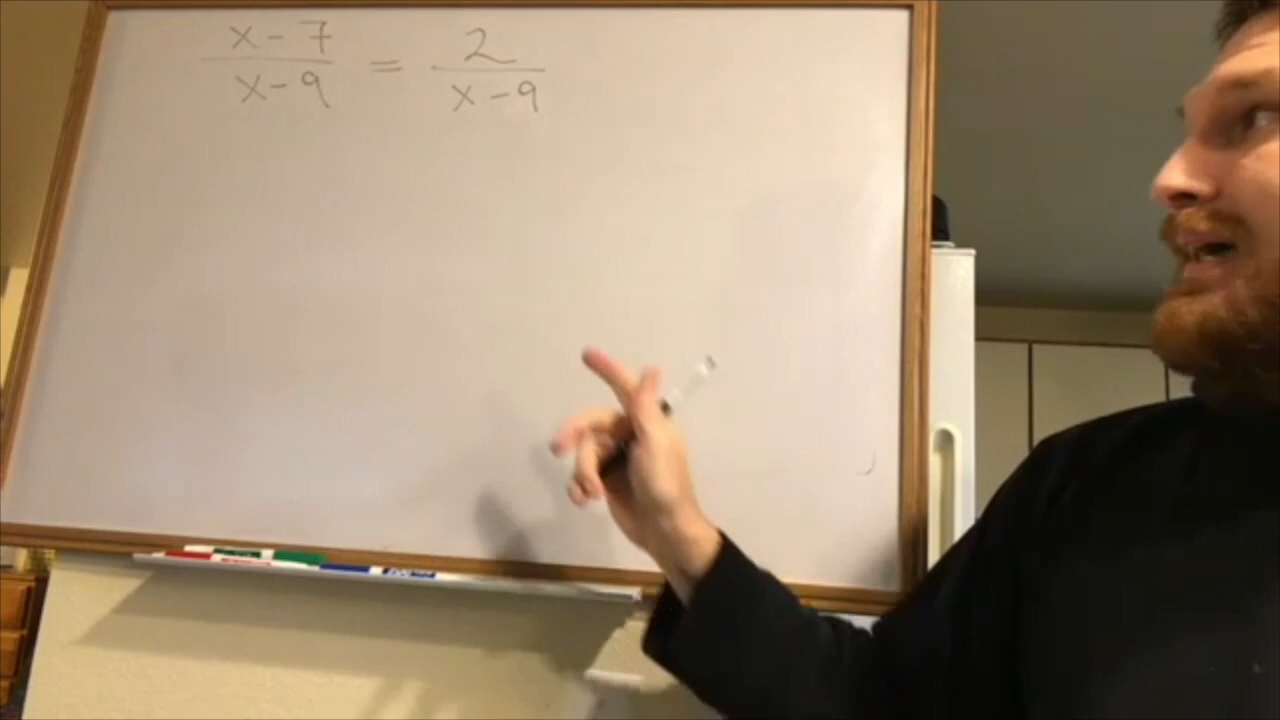 x - 7 = 2
x - 9 x - 9